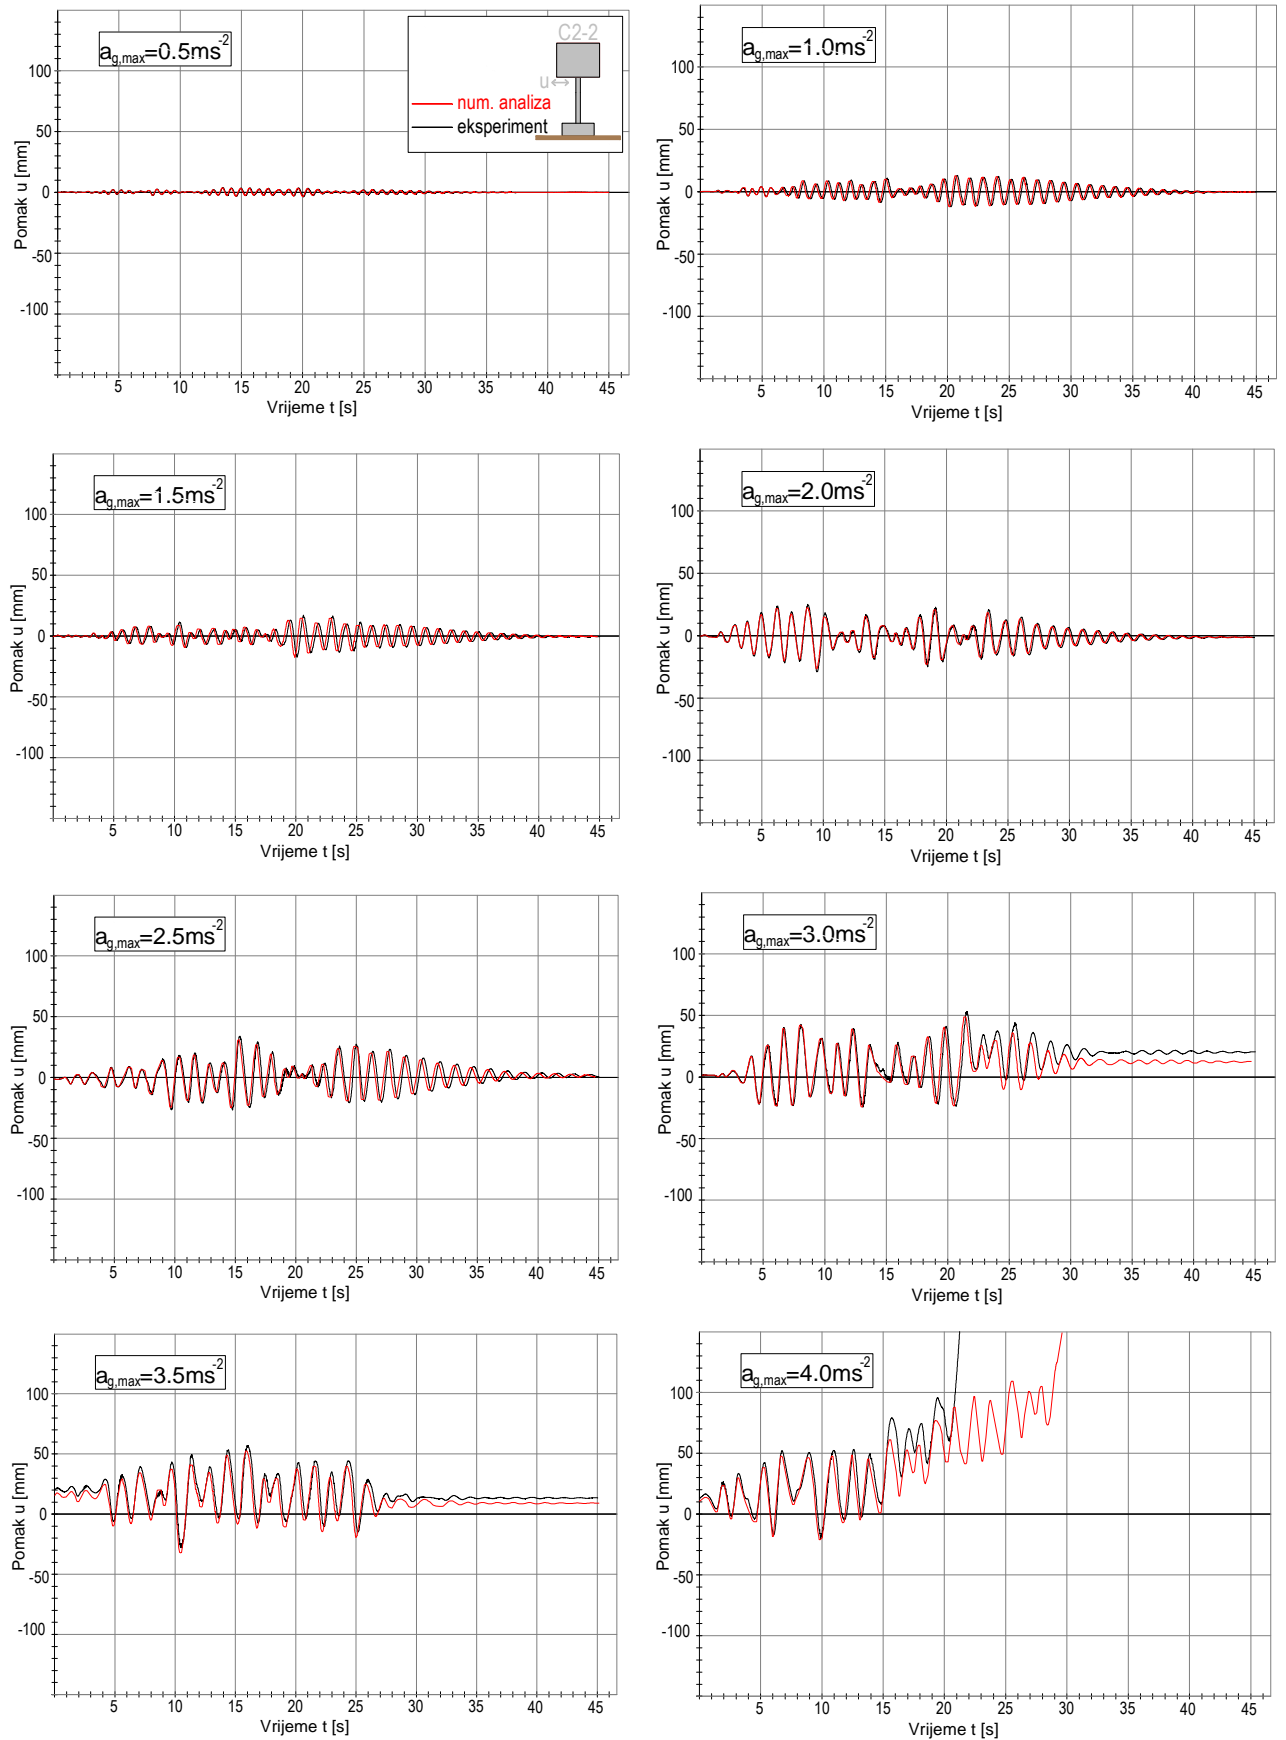 a_g,max=0.5ms^-2
C2-2
u↔
num. analiza
eksperiment
Pomak u [mm]
100
50
0
-50
-100
5 10 15 20 25 30 35 40 45
Vrijeme t [s]
a_g,max=1.0ms^-2
Pomak u [mm]
100
50
0
-50
-100
5 10 15 20 25 30 35 40 45
Vrijeme t [s]
a_g,max=1.5ms^-2
Pomak u [mm]
100
50
0
-50
-100
5 10 15 20 25 30 35 40 45
Vrijeme t [s]
a_g,max=2.0ms^-2
Pomak u [mm]
100
50
0
-50
-100
5 10 15 20 25 30 35 40 45
Vrijeme t [s]
a_g,max=2.5ms^-2
Pomak u [mm]
100
50
0
-50
-100
5 10 15 20 25 30 35 40 45
Vrijeme t [s]
a_g,max=3.0ms^-2
Pomak u [mm]
100
50
0
-50
-100
5 10 15 20 25 30 35 40 45
Vrijeme t [s]
a_g,max=3.5ms^-2
Pomak u [mm]
100
50
0
-50
-100
5 10 15 20 25 30 35 40 45
Vrijeme t [s]
a_g,max=4.0ms^-2
Pomak u [mm]
100
50
0
-50
-100
5 10 15 20 25 30 35 40 45
Vrijeme t [s]